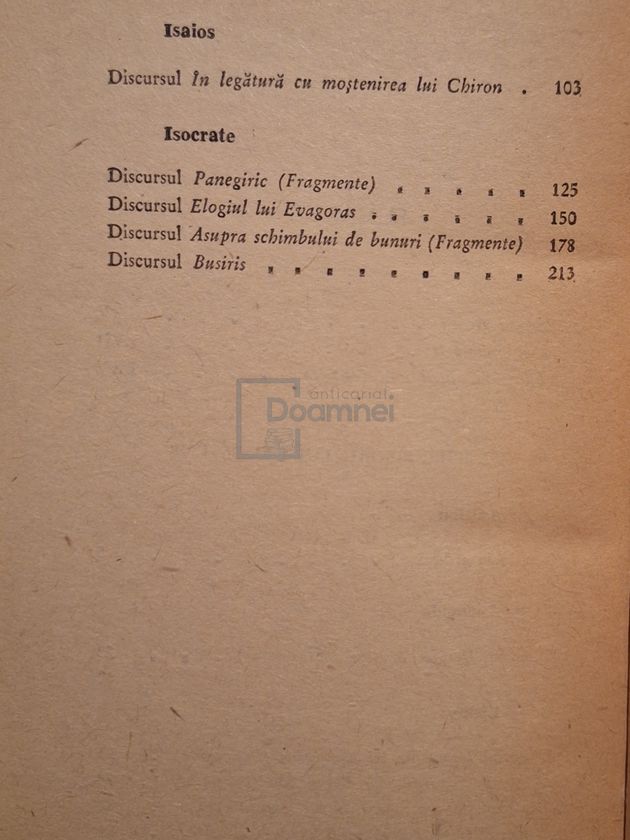 Isaios
Discursul În legătură cu moştenirea lui Chiron . 103
Isocrate
Discursul Panegiric (Fragmente) . . . . . 125
Discursul Elogiul lui Evagoras . . . . . . 150
Discursul Asupra schimbului de bunuri (Fragmente) 178
Discursul Busiris . . . . . . . . . 213
anticariat
Doamnei